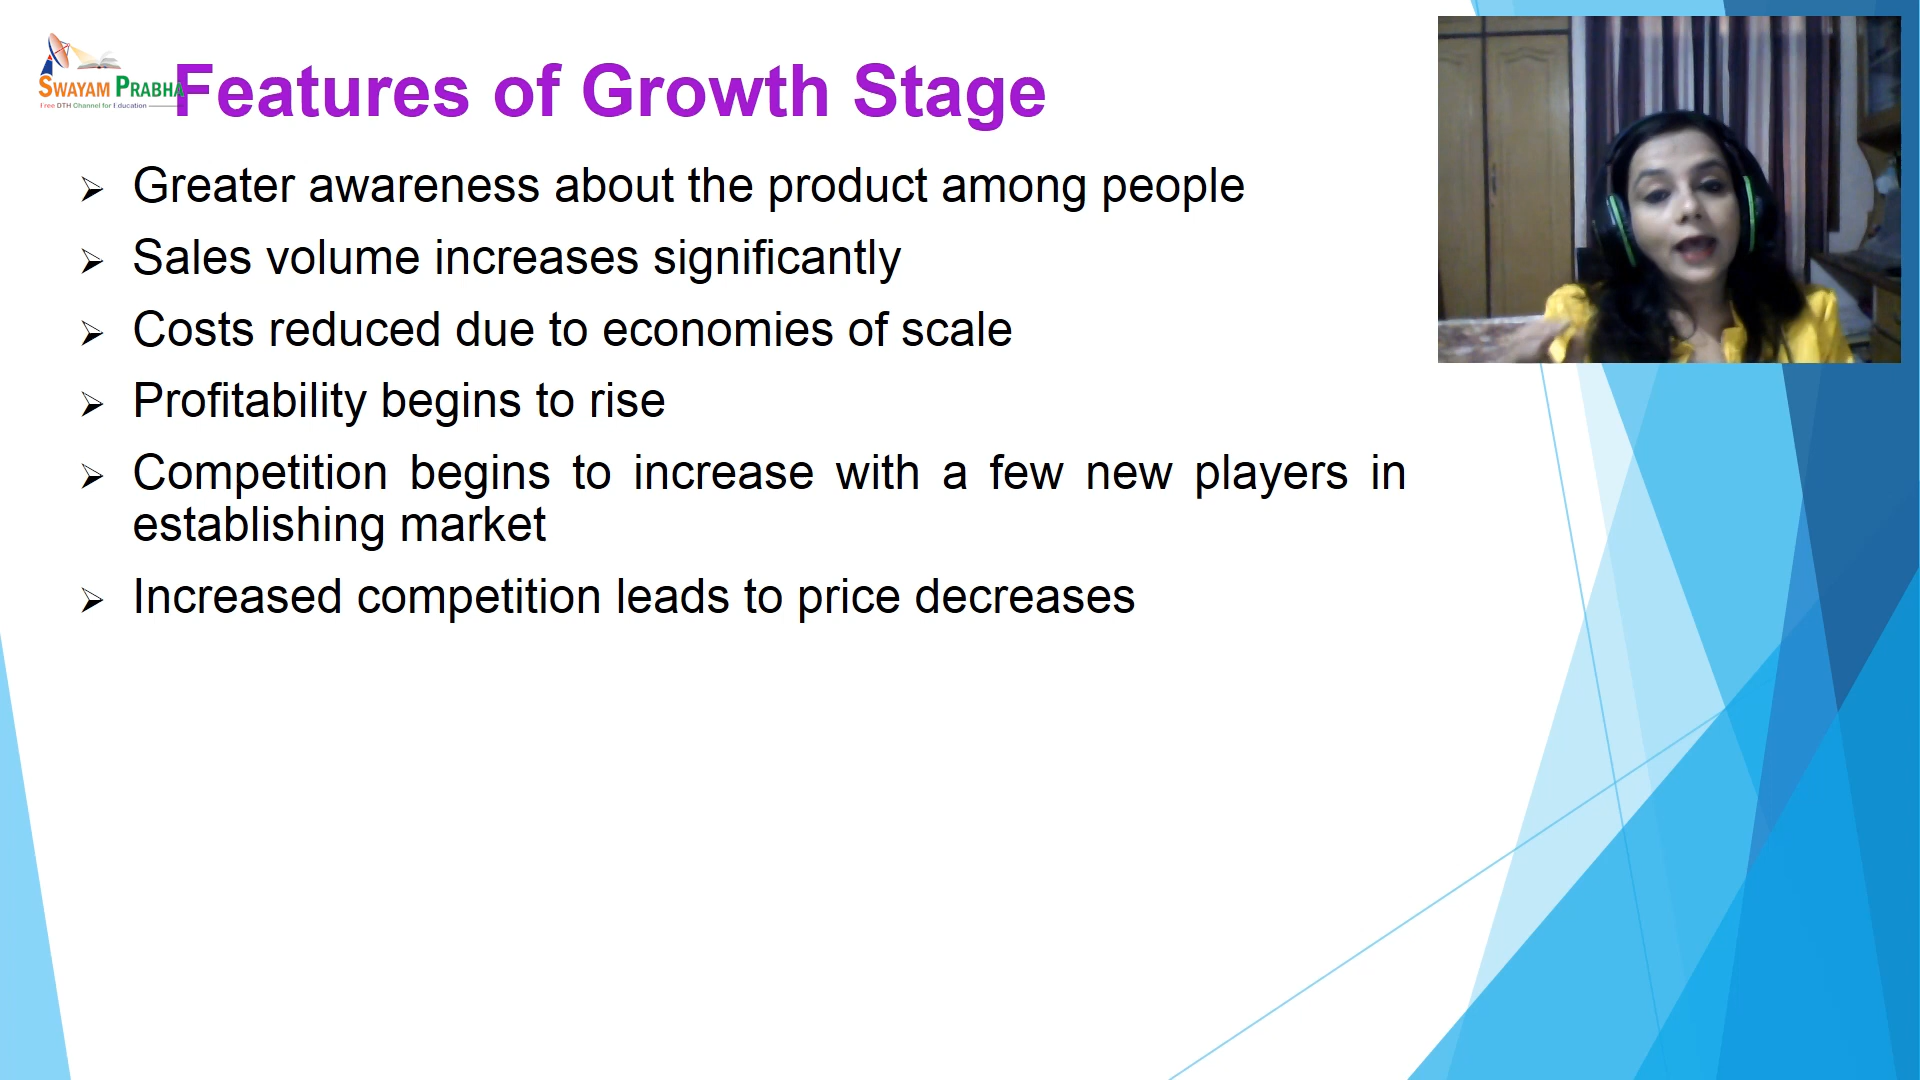 SWAYAM PRABHA
Free DTH Channel for Education
Features of Growth Stage
Greater awareness about the product among people
Sales volume increases significantly
Costs reduced due to economies of scale
Profitability begins to rise
Competition begins to increase with a few new players in
establishing market
Increased competition leads to price decreases